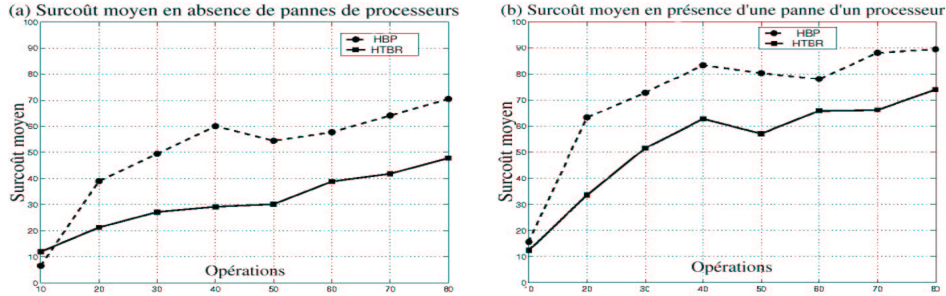 (a) Surcoût moyen en absence de pannes de processeurs
HBP
HTBR
100
90
80
70
60
50
40
30
20
10
0
Surcoût moyen
Opérations
10 20 30 40 50 60 70 80
(b) Surcoût moyen en présence d'une panne d'un processeur
HBP
HTBR
100
90
80
70
60
50
40
30
20
10
0
Surcoût moyen
Opérations
10 20 30 40 50 60 70 80